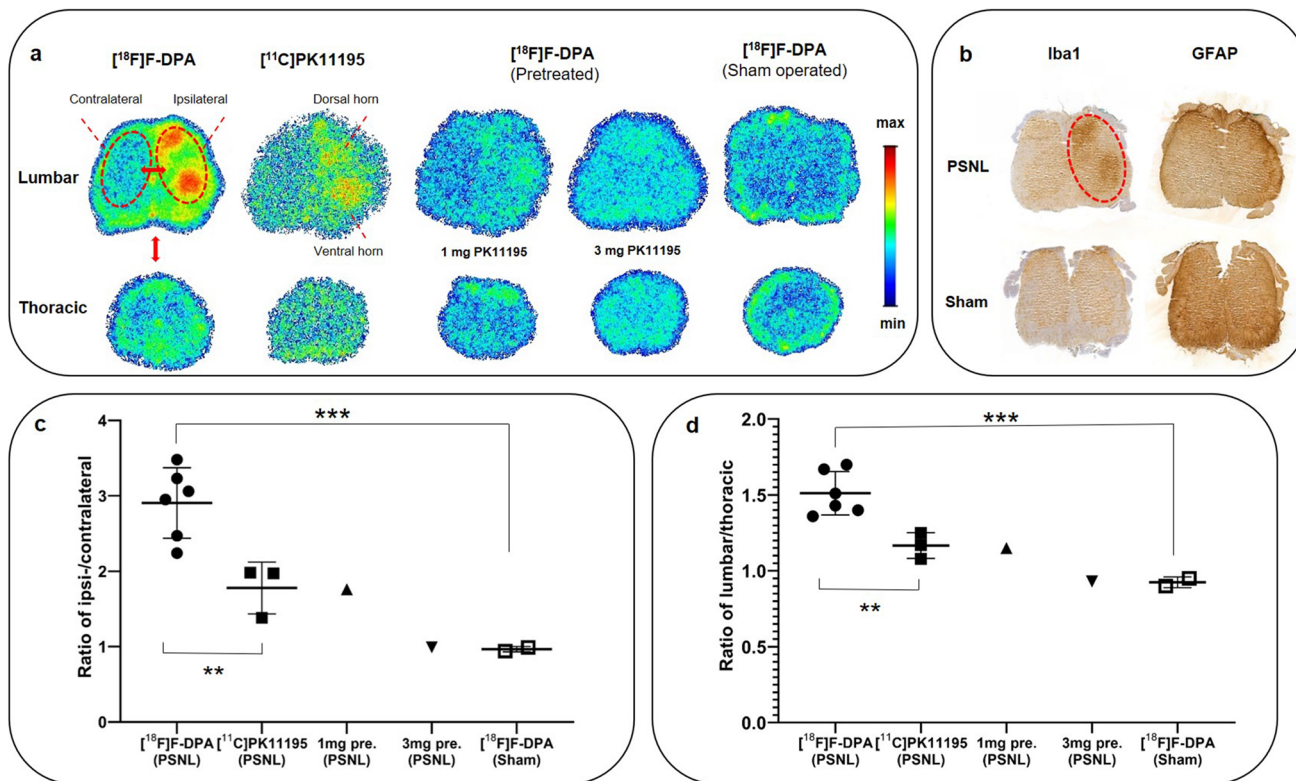 a
[¹⁸F]F-DPA
[¹¹C]PK11195
[¹⁸F]F-DPA
(Pretreated)
[¹⁸F]F-DPA
(Sham operated)
Contralateral
Ipsilateral
Dorsal horn
max
Lumbar
Ventral horn
1 mg PK11195
3 mg PK11195
Thoracic
min
b
Iba1
GFAP
PSNL
Sham
c
Ratio of ipsi-/contralateral
4
3
2
1
0
***
**
[¹⁸F]F-DPA
(PSNL)
[¹¹C]PK11195
(PSNL)
1mg pre.
(PSNL)
3mg pre.
(PSNL)
[¹⁸F]F-DPA
(Sham)
d
Ratio of lumbar/thoracic
2.0
1.5
1.0
0.5
0.0
***
**
[¹⁸F]F-DPA
(PSNL)
[¹¹C]PK11195
(PSNL)
1mg pre.
(PSNL)
3mg pre.
(PSNL)
[¹⁸F]F-DPA
(Sham)